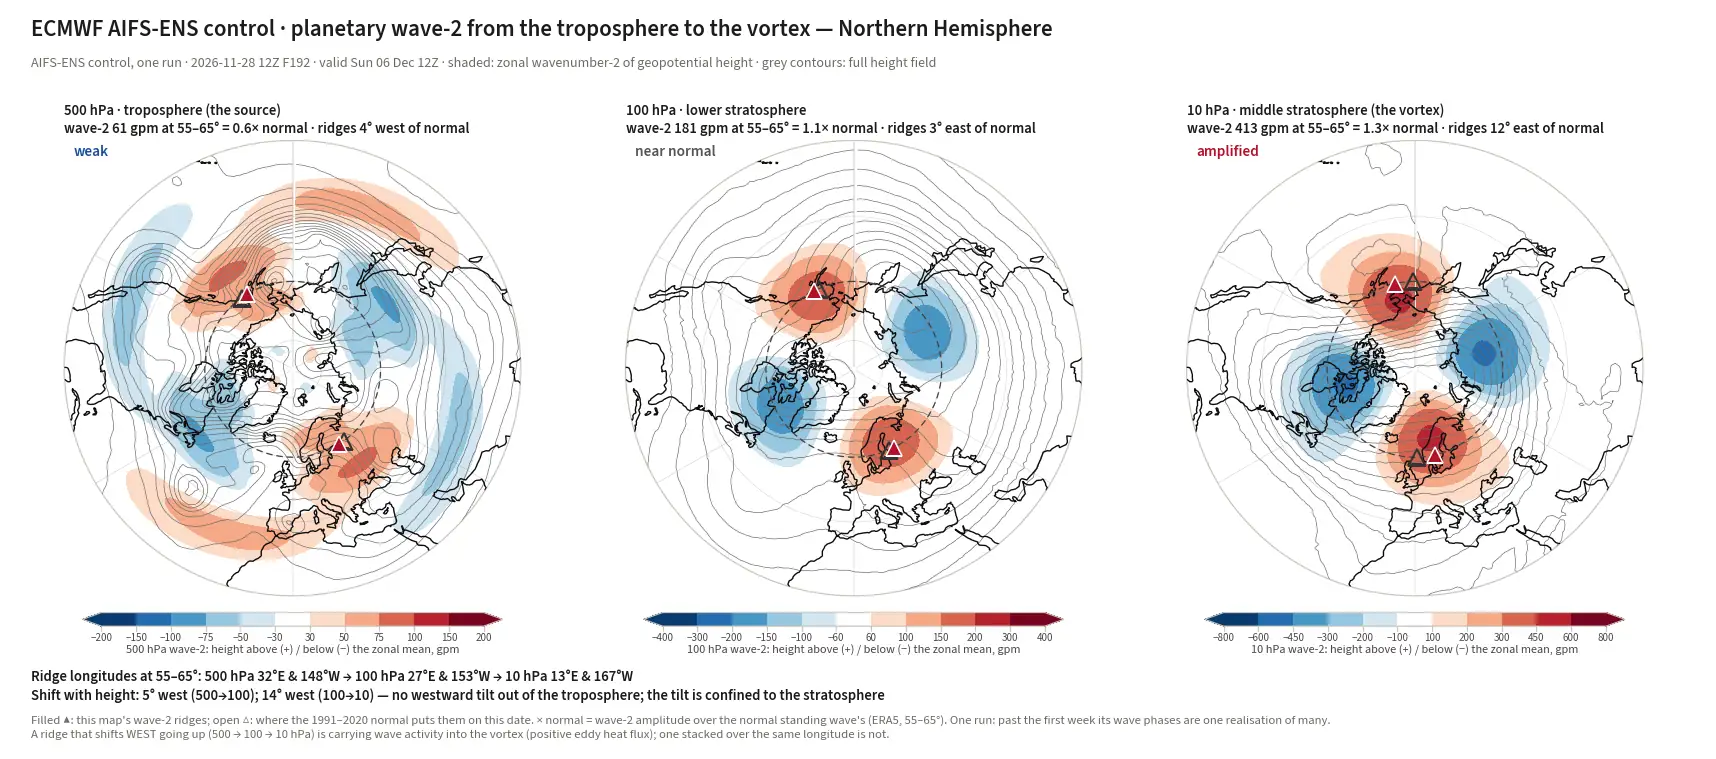 ECMWF AIFS-ENS control · planetary wave-2 from the troposphere to the vortex — Northern Hemisphere
AIFS-ENS control, one run · 2026-11-28 12Z F192 · valid Sun 06 Dec 12Z · shaded: zonal wavenumber-2 of geopotential height · grey contours: full height field
500 hPa · troposphere (the source)
wave-2 61 gpm at 55–65° = 0.6× normal · ridges 4° west of normal
weak
100 hPa · lower stratosphere
wave-2 181 gpm at 55–65° = 1.1× normal · ridges 3° east of normal
near normal
10 hPa · middle stratosphere (the vortex)
wave-2 413 gpm at 55–65° = 1.3× normal · ridges 12° east of normal
amplified
−200 −150 −100 −75 −50 −30 30 50 75 100 150 200
500 hPa wave-2: height above (+) / below (−) the zonal mean, gpm
−400 −300 −200 −150 −100 −60 60 100 150 200 300 400
100 hPa wave-2: height above (+) / below (−) the zonal mean, gpm
−800 −600 −450 −300 −200 −100 100 200 300 450 600 800
10 hPa wave-2: height above (+) / below (−) the zonal mean, gpm
Ridge longitudes at 55–65°: 500 hPa 32°E & 148°W → 100 hPa 27°E & 153°W → 10 hPa 13°E & 167°W
Shift with height: 5° west (500→100); 14° west (100→10) — no westward tilt out of the troposphere; the tilt is confined to the stratosphere
Filled ▲: this map's wave-2 ridges; open △: where the 1991–2020 normal puts them on this date. × normal = wave-2 amplitude over the normal standing wave's (ERA5, 55–65°). One run: past the first week its wave phases are one realisation of many.
A ridge that shifts WEST going up (500 → 100 → 10 hPa) is carrying wave activity into the vortex (positive eddy heat flux); one stacked over the same longitude is not.